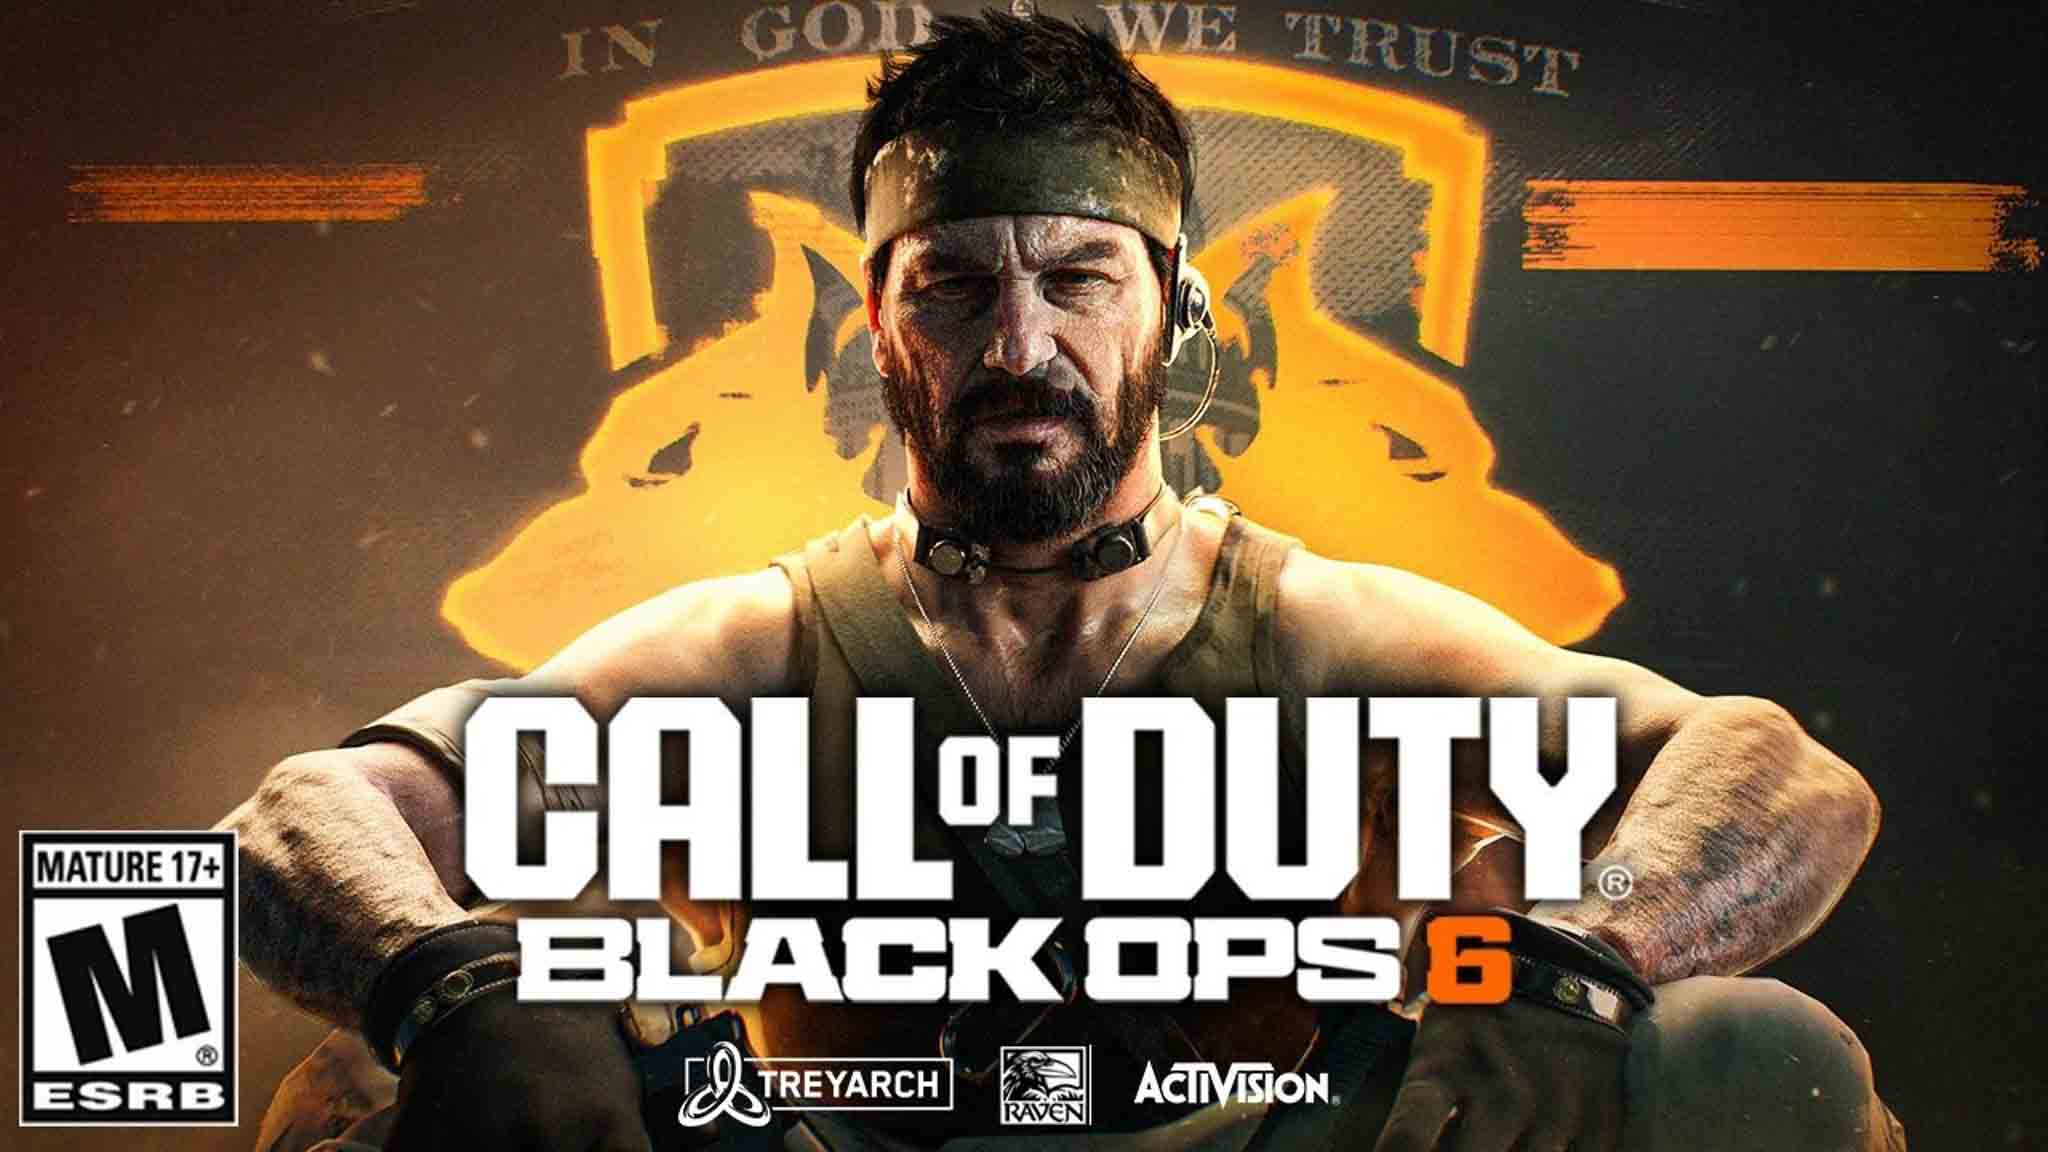 IN GOD WE TRUST
CALL OF DUTY®
BLACK OPS 6
MATURE 17+
M®
ESRB
TREYARCH
RAVEN
ACTIVISION®